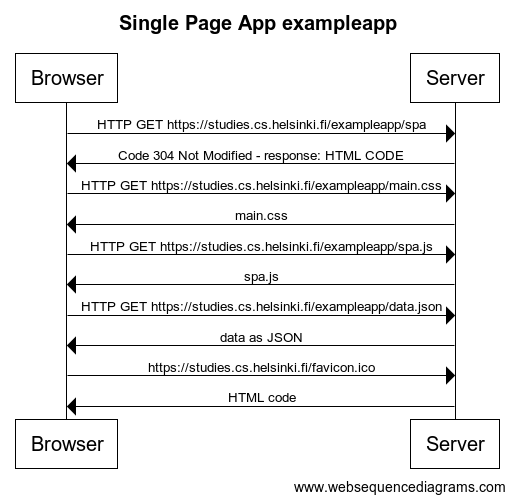 Single Page App exampleapp
Browser
Server
HTTP GET https://studies.cs.helsinki.fi/exampleapp/spa
Code 304 Not Modified - response: HTML CODE
HTTP GET https://studies.cs.helsinki.fi/exampleapp/main.css
main.css
HTTP GET https://studies.cs.helsinki.fi/exampleapp/spa.js
spa.js
HTTP GET https://studies.cs.helsinki.fi/exampleapp/data.json
data as JSON
https://studies.cs.helsinki.fi/favicon.ico
HTML code
Browser
Server
www.websequencediagrams.com